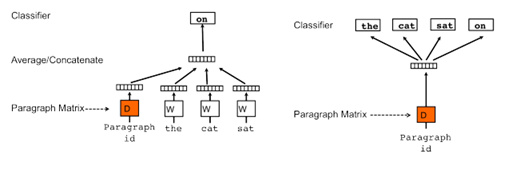 Classifier
on
Average/Concatenate
Paragraph Matrix
D
W
W
W
Paragraph
id
the
cat
sat
Classifier
the
cat
sat
on
Paragraph Matrix
D
Paragraph
id